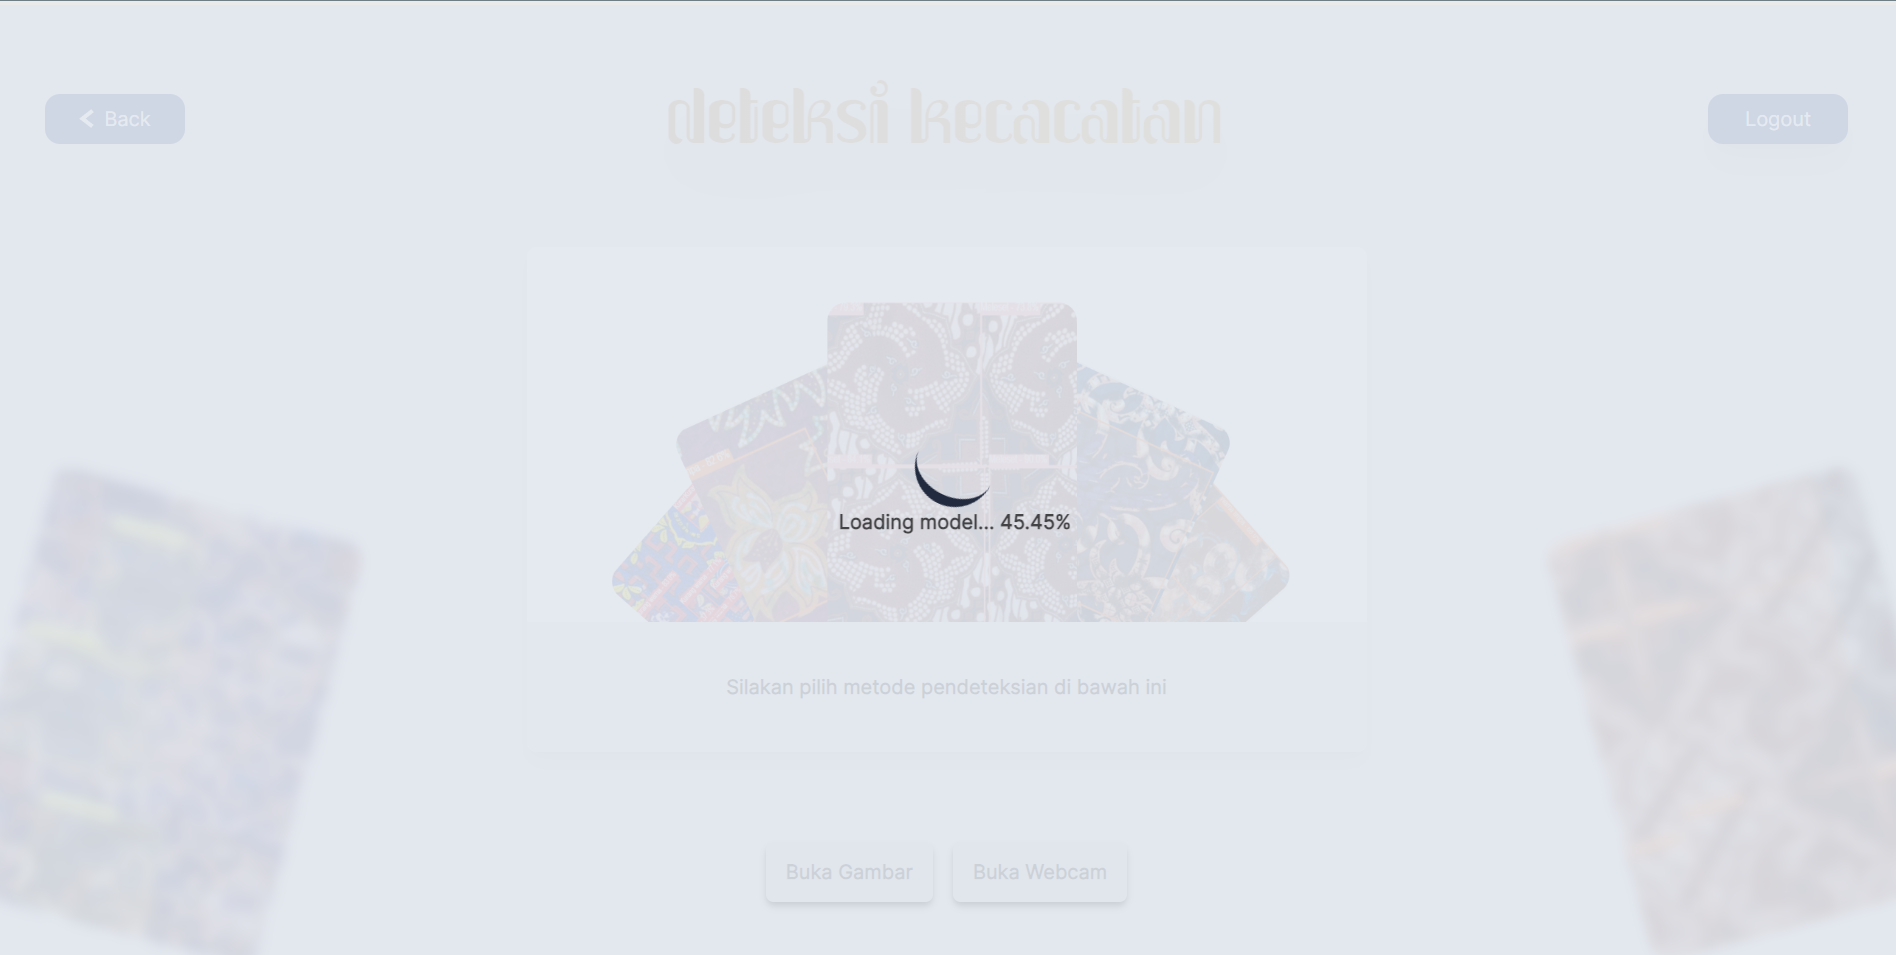 Back
deteksi kecacatan
Logout
Loading model... 45.45%
Silakan pilih metode pendeteksian di bawah ini
Buka Gambar
Buka Webcam